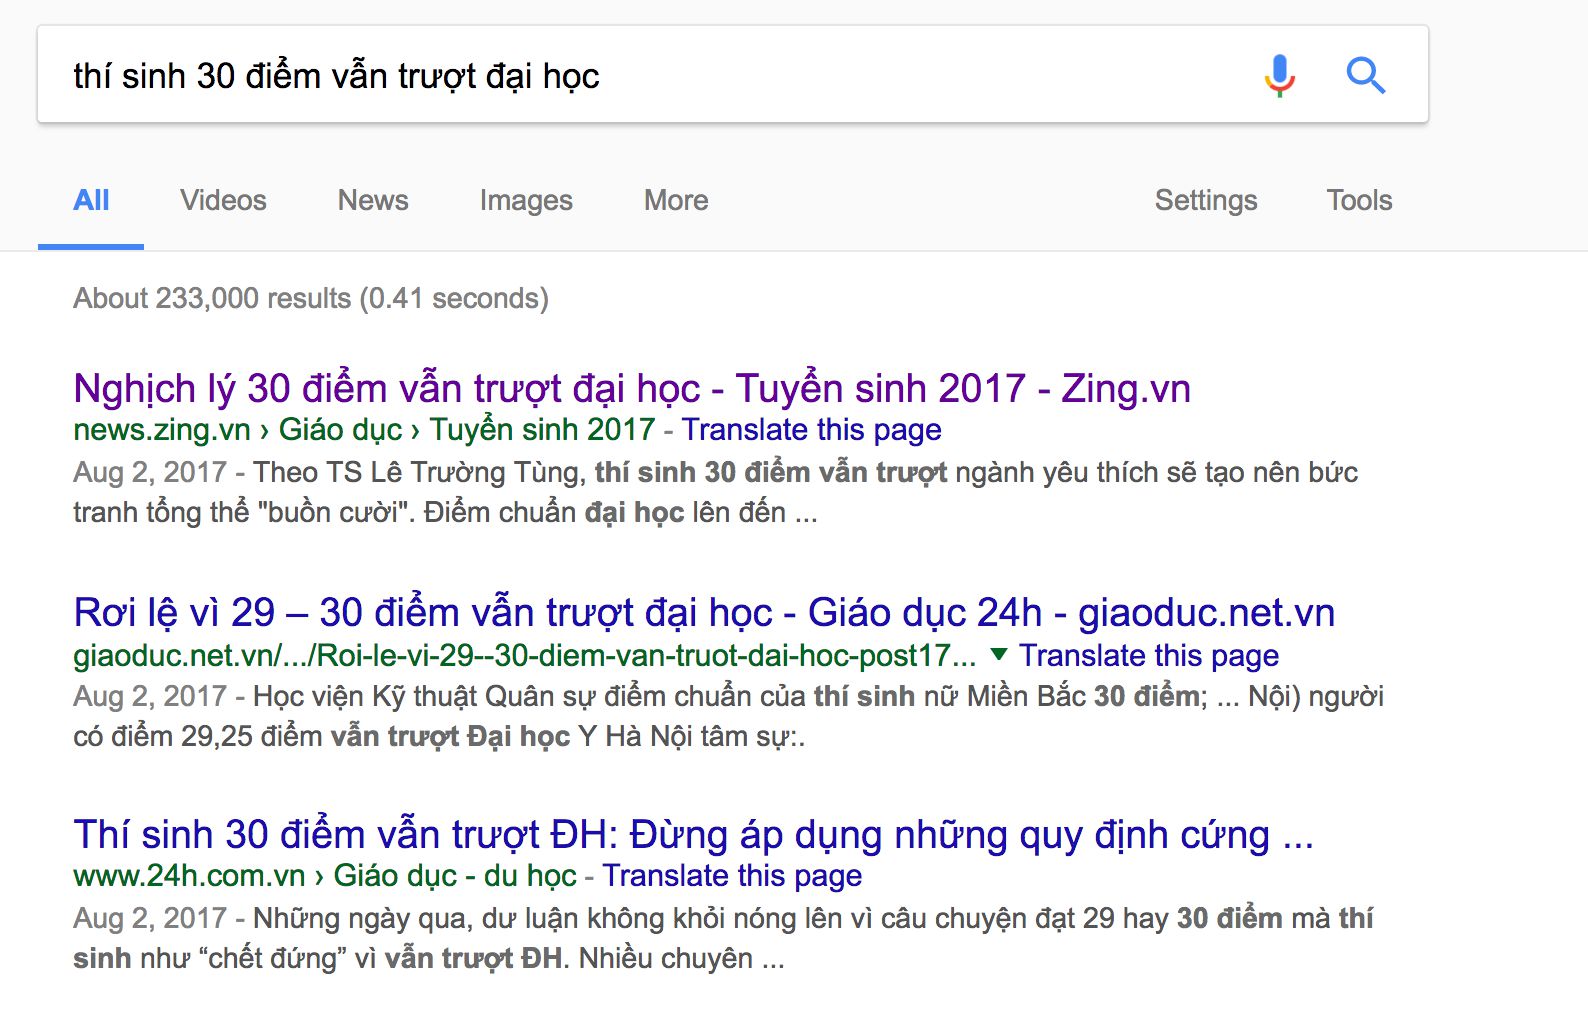 thí sinh 30 điểm vẫn trượt đại học
All Videos News Images More Settings Tools
About 233,000 results (0.41 seconds)
Nghịch lý 30 điểm vẫn trượt đại học - Tuyển sinh 2017 - Zing.vn
news.zing.vn › Giáo dục › Tuyển sinh 2017 - Translate this page
Aug 2, 2017 - Theo TS Lê Trường Tùng, thí sinh 30 điểm vẫn trượt ngành yêu thích sẽ tạo nên bức
tranh tổng thể "buồn cười". Điểm chuẩn đại học lên đến ...
Rơi lệ vì 29 – 30 điểm vẫn trượt đại học - Giáo dục 24h - giaoduc.net.vn
giaoduc.net.vn/.../Roi-le-vi-29--30-diem-van-truot-dai-hoc-post17... ▼ Translate this page
Aug 2, 2017 - Học viện Kỹ thuật Quân sự điểm chuẩn của thí sinh nữ Miền Bắc 30 điểm; ... Nội) người
có điểm 29,25 điểm vẫn trượt Đại học Y Hà Nội tâm sự:.
Thí sinh 30 điểm vẫn trượt ĐH: Đừng áp dụng những quy định cứng ...
www.24h.com.vn › Giáo dục - du học - Translate this page
Aug 2, 2017 - Những ngày qua, dư luận không khỏi nóng lên vì câu chuyện đạt 29 hay 30 điểm mà thí
sinh như “chết đứng” vì vẫn trượt ĐH. Nhiều chuyên ...